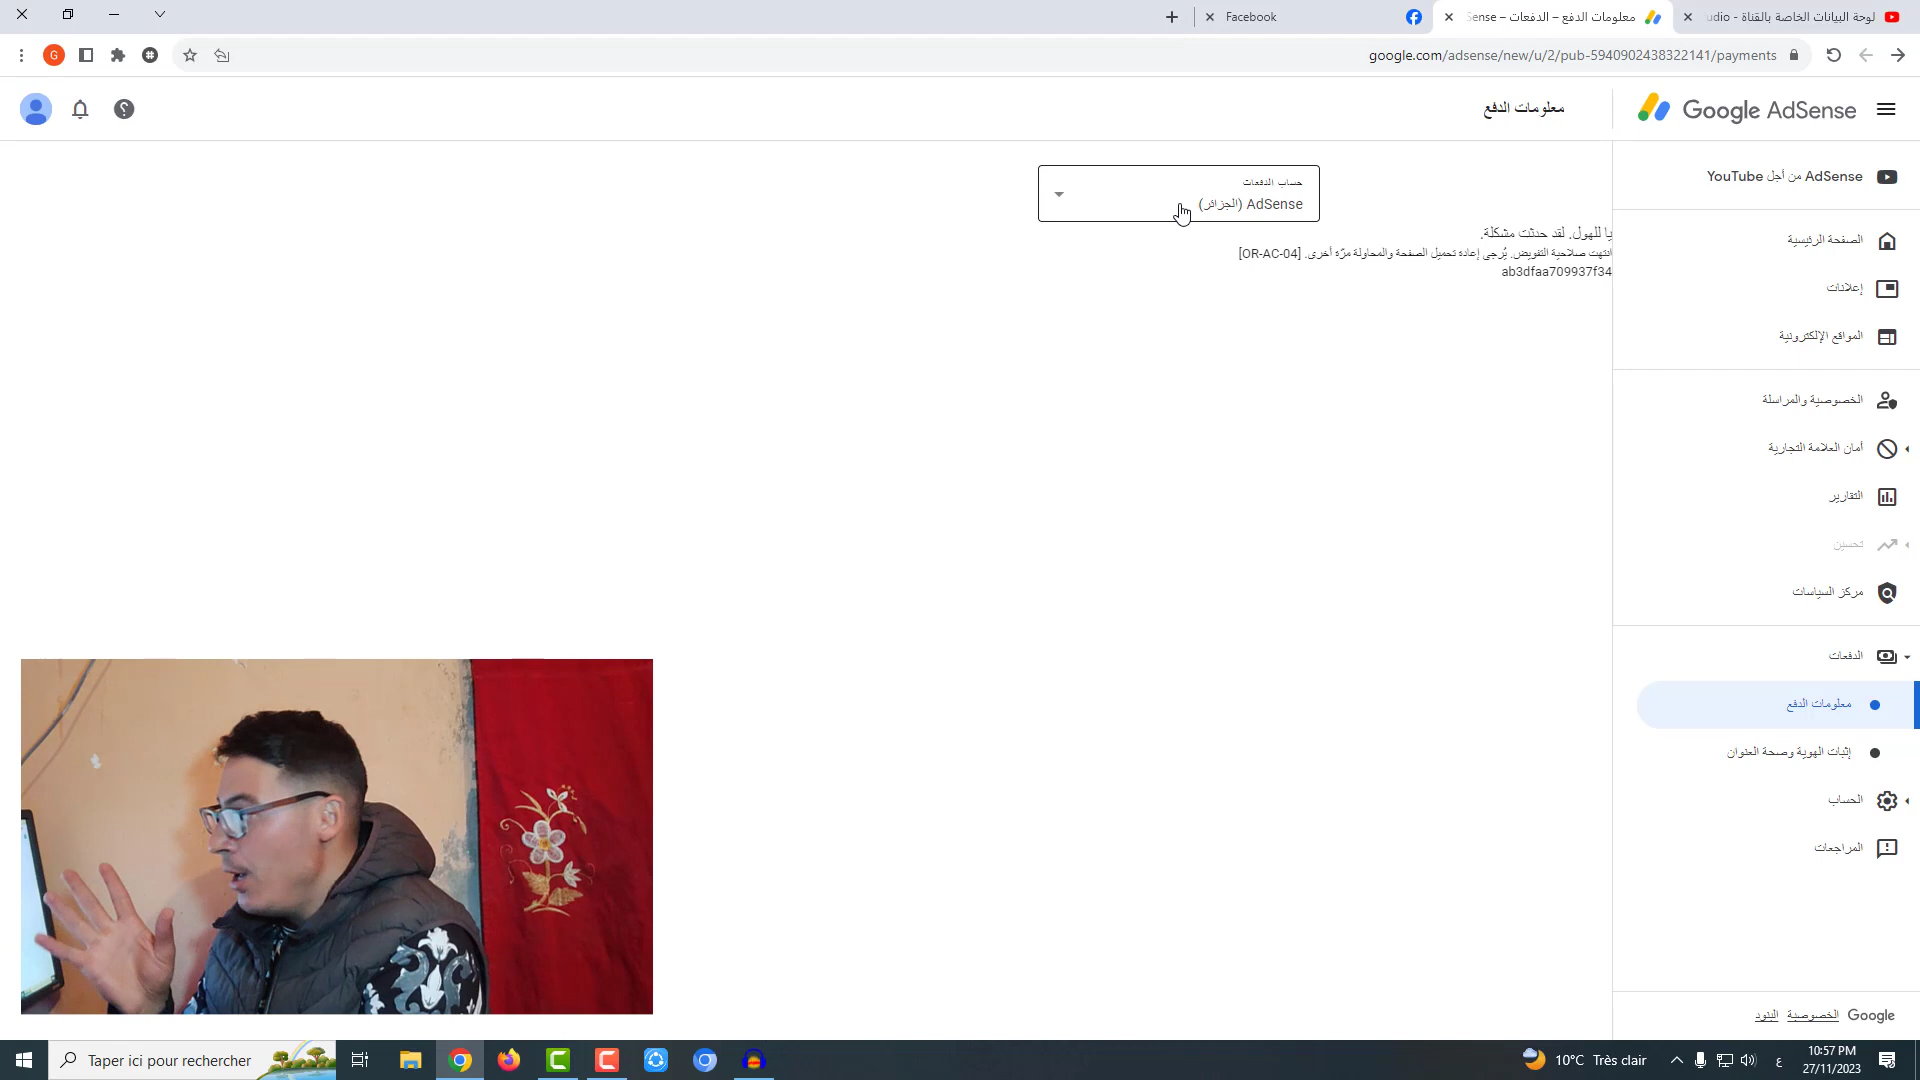 لوحة البيانات الخاصة بالقناة - udio
معلومات الدفع – الدفعات – Sense
Facebook
google.com/adsense/new/u/2/pub-5940902438322141/payments
G
Google AdSense
معلومات الدفع
حساب الدفعات
AdSense (الجزائر)
يا للهول. لقد حدثت مشكلة.
انتهت صلاحية التفويض. يُرجى إعادة تحميل الصفحة والمحاولة مرّة أخرى. [OR-AC-04]
ab3dfaa709937f34
AdSense من أجل YouTube
الصفحة الرئيسية
إعلانات
المواقع الإلكترونية
الخصوصية والمراسلة
أمان العلامة التجارية
التقارير
تحسين
مركز السياسات
الدفعات
معلومات الدفع
إثبات الهوية وصحة العنوان
الحساب
المراجعات
Google الخصوصية البنود
Taper ici pour rechercher
10°C Très clair
ع
10:57 PM
27/11/2023